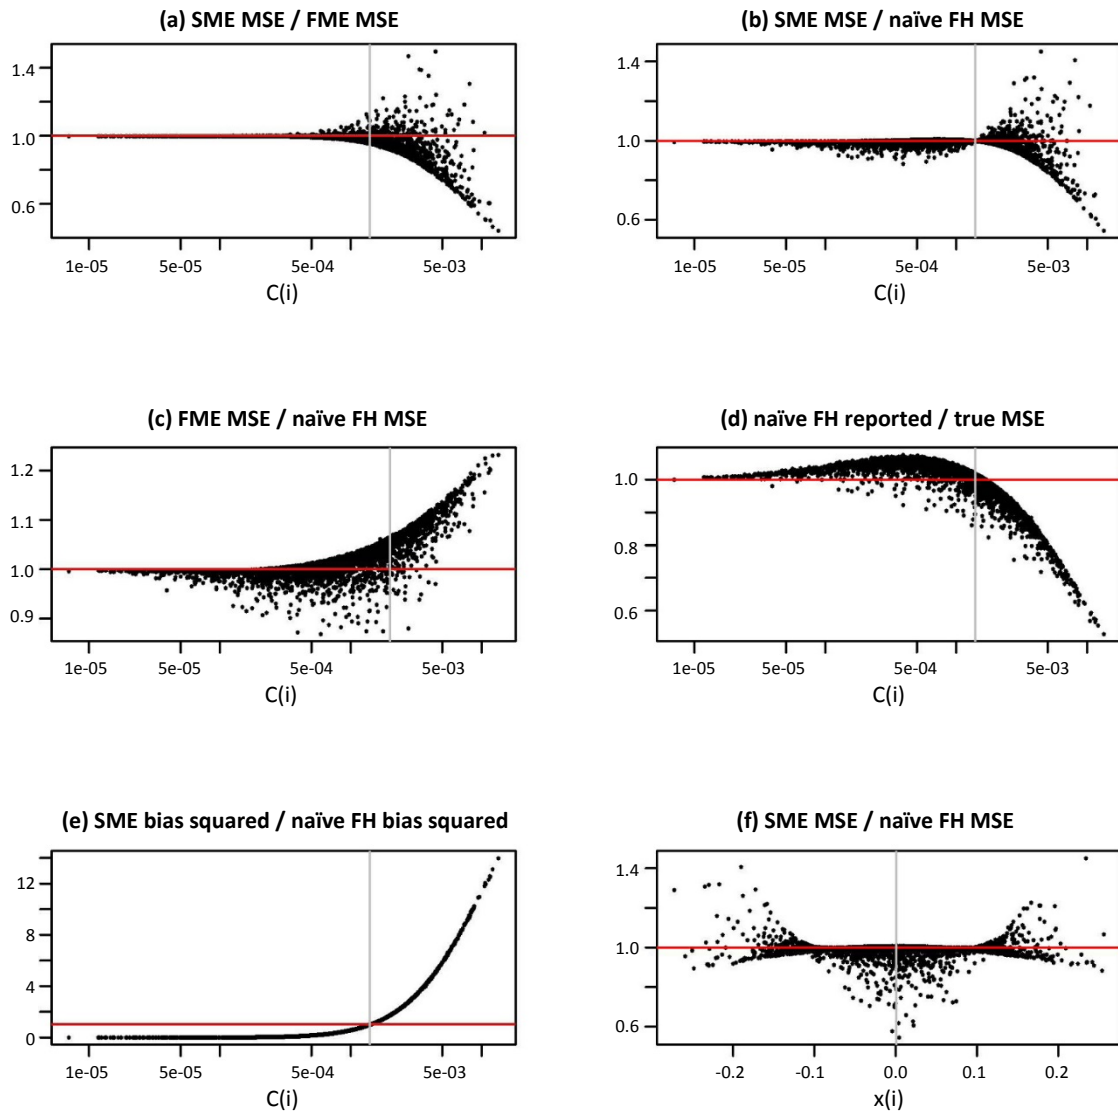 (a) SME MSE / FME MSE
1.4
1.0
0.6
1e-05 5e-05 5e-04 5e-03
C(i)
(b) SME MSE / naïve FH MSE
1.4
1.0
0.6
1e-05 5e-05 5e-04 5e-03
C(i)
(c) FME MSE / naïve FH MSE
1.2
1.1
1.0
0.9
1e-05 5e-05 5e-04 5e-03
C(i)
(d) naïve FH reported / true MSE
1.0
0.8
0.6
1e-05 5e-05 5e-04 5e-03
C(i)
(e) SME bias squared / naïve FH bias squared
12
8
4
0
1e-05 5e-05 5e-04 5e-03
C(i)
(f) SME MSE / naïve FH MSE
1.4
1.0
0.6
-0.2 -0.1 0.0 0.1 0.2
x(i)